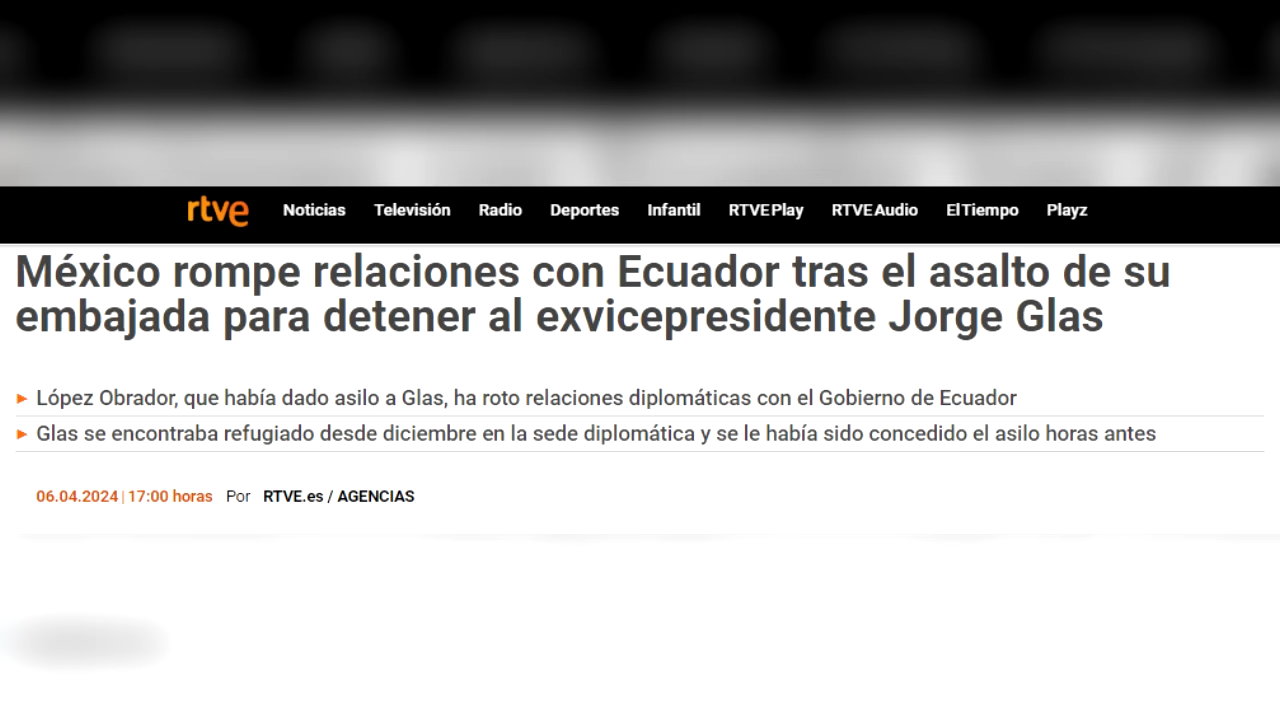 rtve Noticias Televisión Radio Deportes Infantil RTVE Play RTVE Audio El Tiempo Playz
México rompe relaciones con Ecuador tras el asalto de su
embajada para detener al exvicepresidente Jorge Glas
► López Obrador, que había dado asilo a Glas, ha roto relaciones diplomáticas con el Gobierno de Ecuador
► Glas se encontraba refugiado desde diciembre en la sede diplomática y se le había sido concedido el asilo horas antes
06.04.2024 | 17:00 horas Por RTVE.es / AGENCIAS